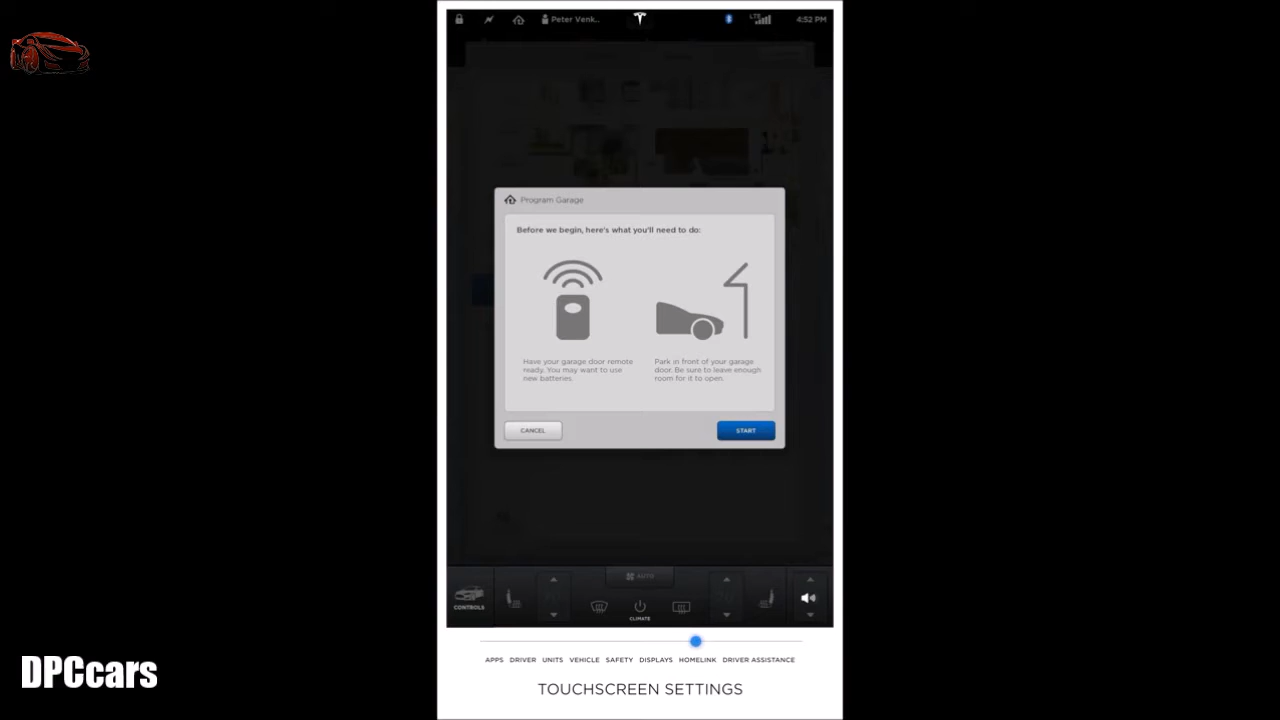 Peter Venk..
LTE
4:52 PM
Program Garage
Before we begin, here's what you'll need to do:
Have your garage door remote
ready. You may want to use
new batteries.
Park in front of your garage
door. Be sure to leave enough
room for it to open.
CANCEL
START
AUTO
CONTROLS
CLIMATE
APPS DRIVER UNITS VEHICLE SAFETY DISPLAYS HOMELINK DRIVER ASSISTANCE
TOUCHSCREEN SETTINGS
DPCcars